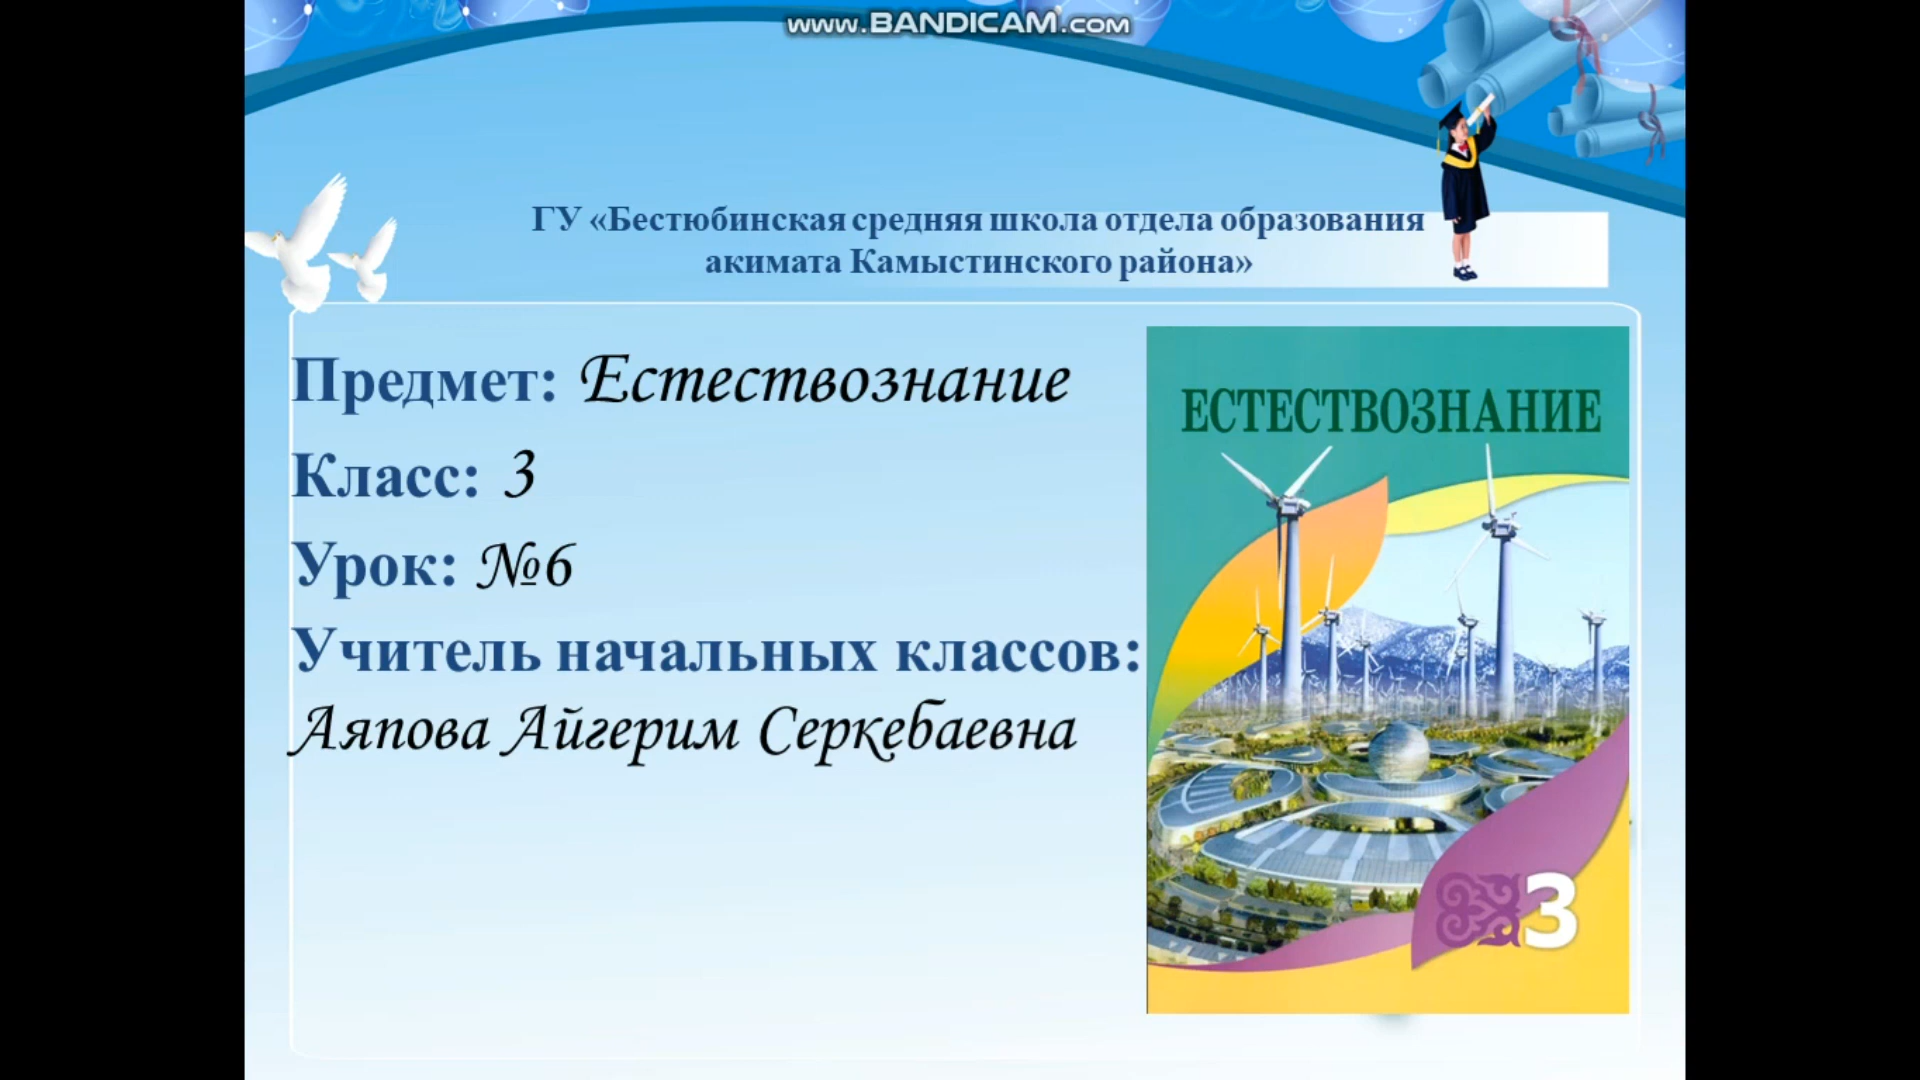 www.BANDICAM.com
ГУ «Бестюбинская средняя школа отдела образования
акимата Камыстинского района»
Предмет: Естествознание
Класс: 3
Урок: №6
Учитель начальных классов:
Аяпова Айгерим Серкебаевна
ЕСТЕСТВОЗНАНИЕ
3